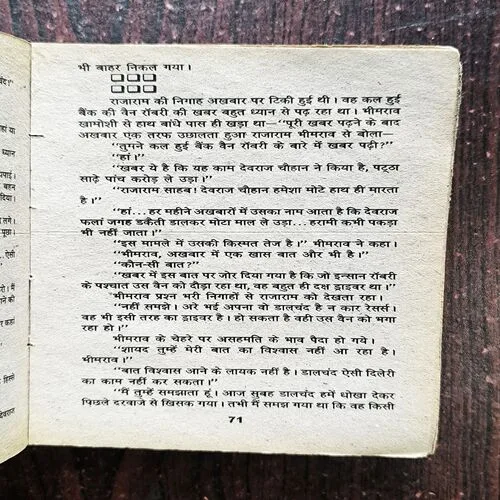 भी बाहर निकल गया।
राजाराम की निगाह अखबार पर टिकी हुई थी। वह कल हुई
बैंक की वैन रॉबरी की खबर बहुत ध्यान से पढ़ रहा था। भीमराव
खामोशी से हाथ बांधे पास ही खड़ा था—"पूरी खबर पढ़ने के बाद
अखबार एक तरफ उछालता हुआ राजाराम भीमराव से बोला—
"तुमने कल हुई बैंक वैन रॉबरी के बारे में खबर पढ़ी?"
"हां।"
"खबर ये है कि यह काम देवराज चौहान ने किया है, पट्ठा
साढ़े पांच करोड़ ले उड़ा।"
"राजाराम साहब! देवराज चौहान हमेशा मोटे हाथ ही मारता
है।"
"हां...हर महीने अखबारों में उसका नाम आता है कि देवराज
फलां जगह डकैती डालकर मोटा माल ले उड़ा...हरामी कभी पकड़ा
भी नहीं जाता।"
"इस मामले में उसकी किस्मत तेज है।" भीमराव ने कहा।
"भीमराव, अखबार में एक खास बात और भी है।"
"कौन-सी बात?"
"खबर में इस बात पर जोर दिया गया है कि जो इन्सान रॉबरी
के पश्चात उस वैन को दौड़ा रहा था, वह बहुत ही दक्ष ड्राइवर था।"
भीमराव प्रश्न भरी निगाहों से राजाराम को देखता रहा।
"नहीं समझे। अरे भई अपना वो डालचंद है न कार रेसर्स।
वह भी इसी तरह का ड्राइवर है। हो सकता है वही उस वैन को भगा
रहा हो।"
भीमराव के चेहरे पर असहमति के भाव पैदा हो गये।
"शायद तुम्हें मेरी बात का विश्वास नहीं आ रहा है।
भीमराव।"
"बात विश्वास आने के लायक नहीं है। डालचंद ऐसी दिलेरी
का काम नहीं कर सकता।"
"मैं तुम्हें समझाता हूं। आज सुबह डालचंद हमें धोखा देकर
पिछले दरवाजे से खिसक गया। तभी मैं समझ गया था कि वह किसी
71